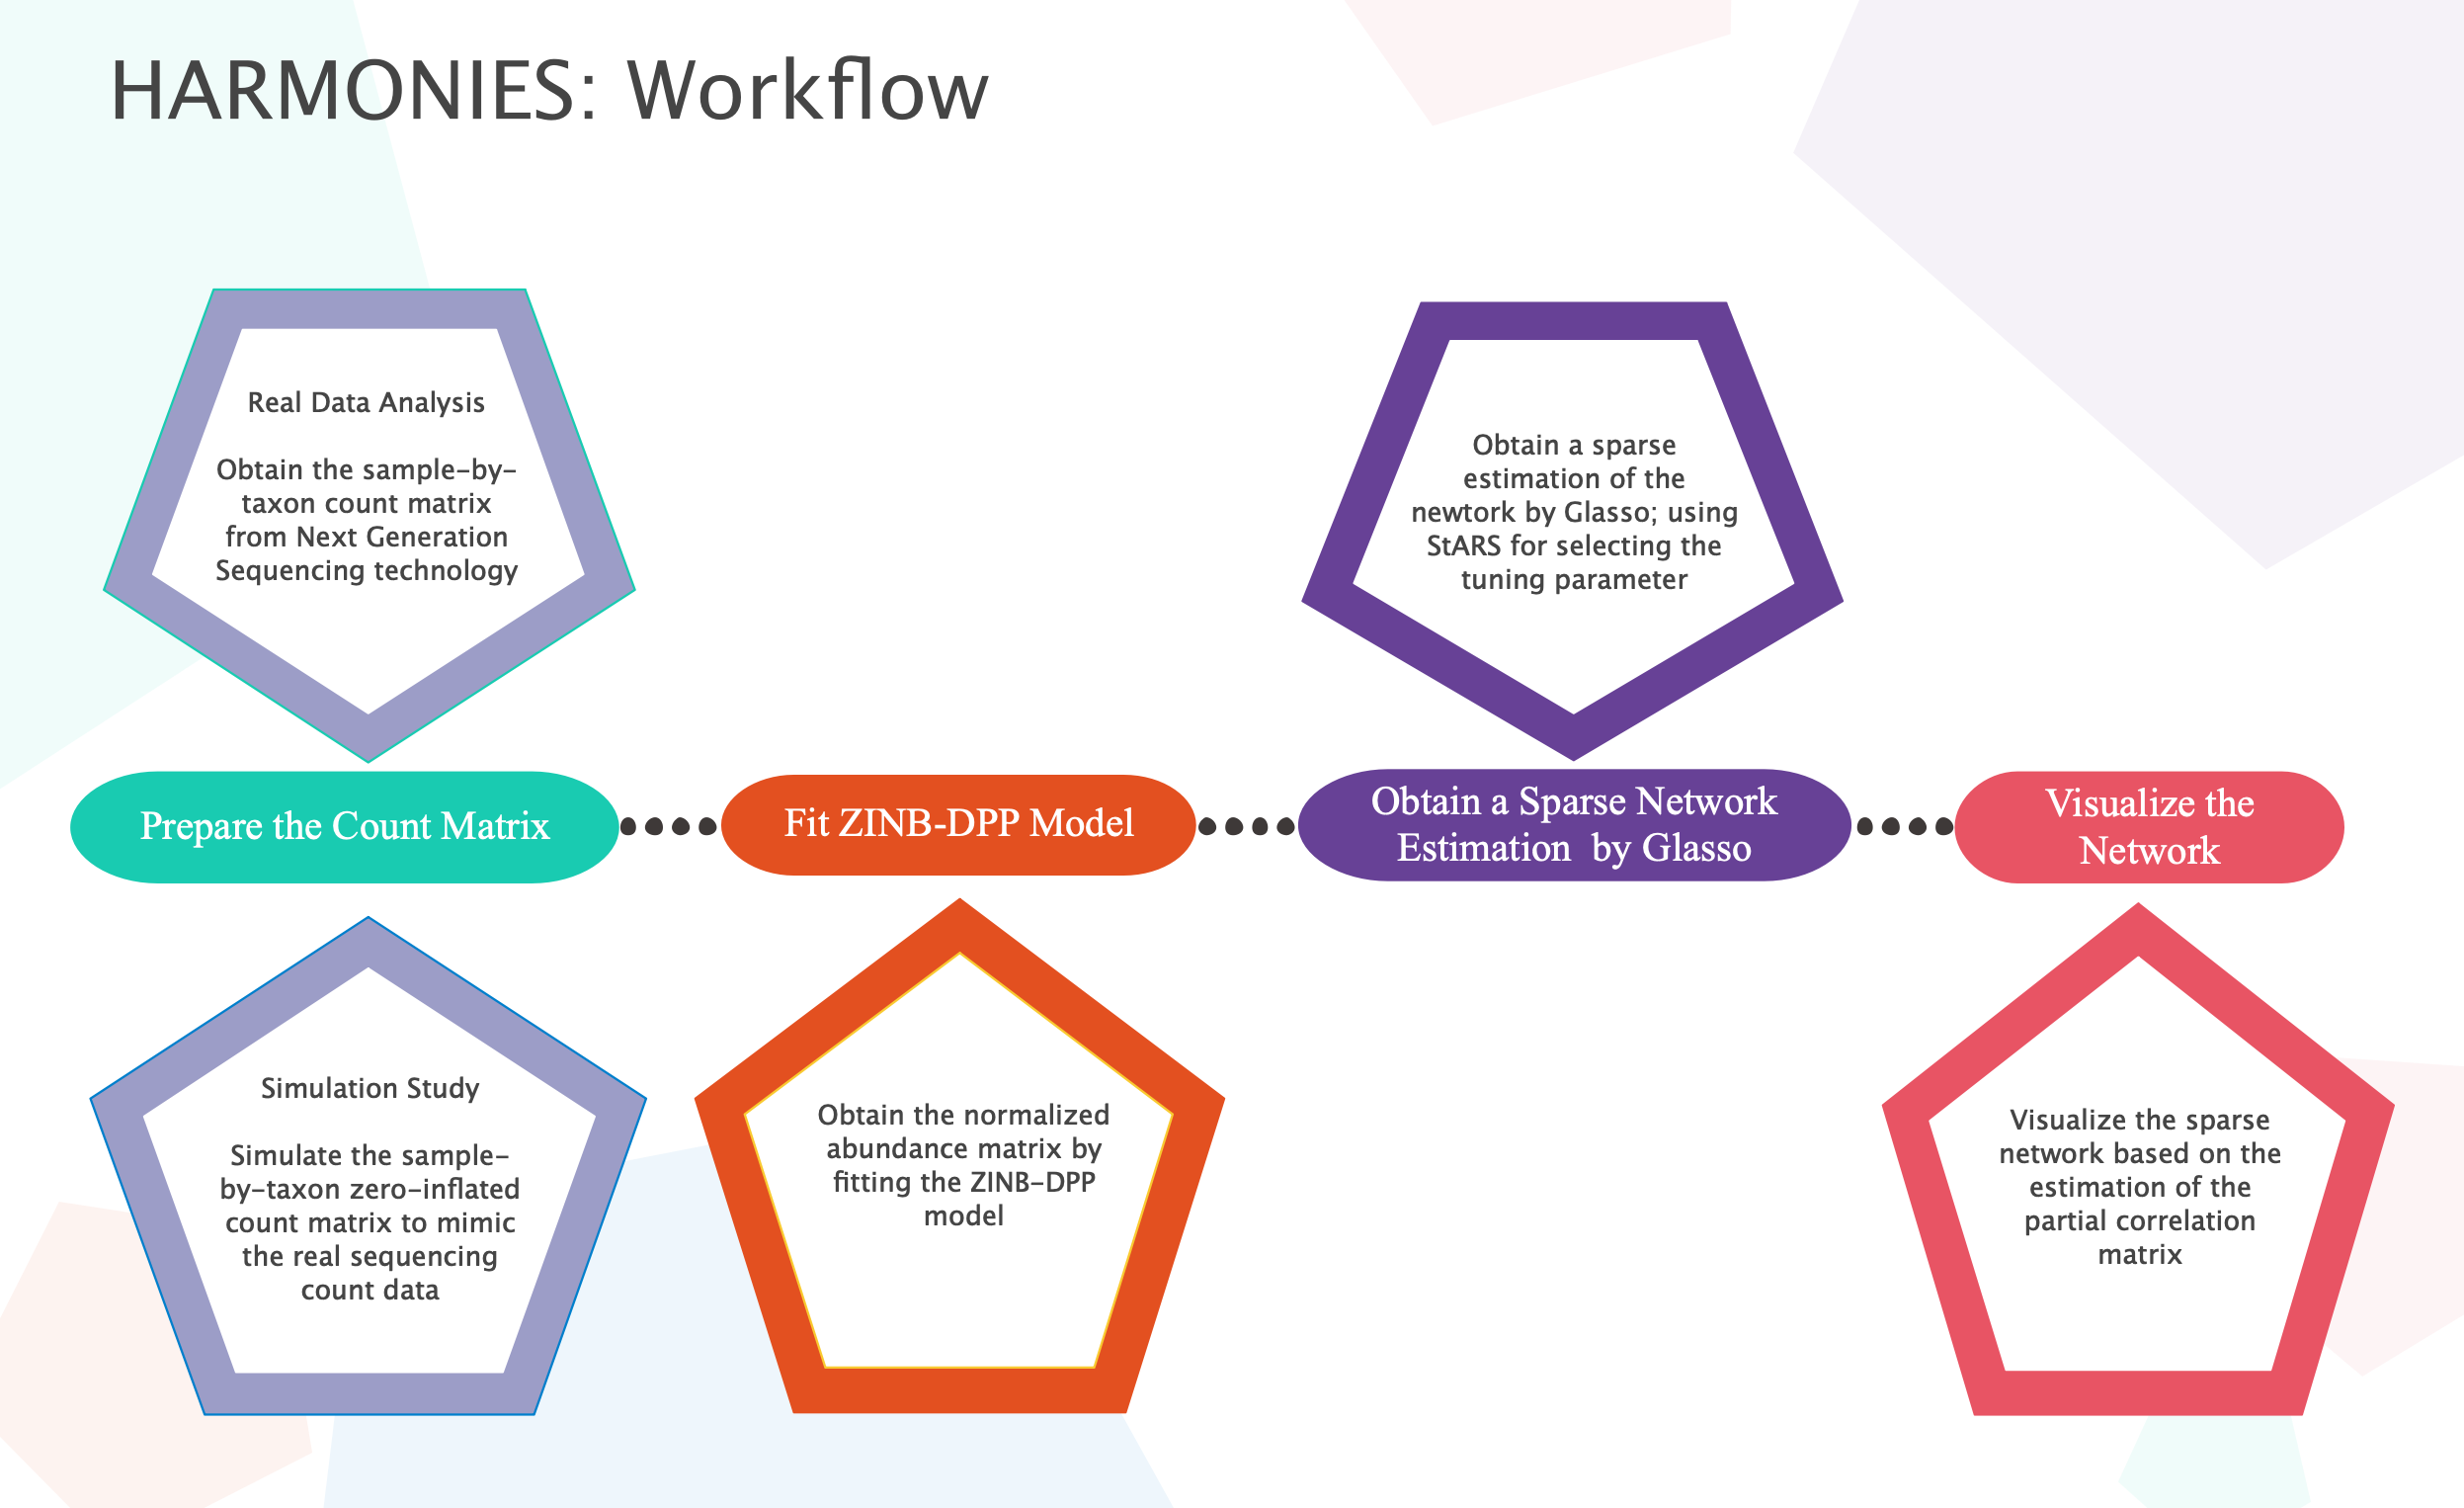 HARMONIES: Workflow
Real Data Analysis
Obtain the sample-by-
taxon count matrix
from Next Generation
Sequencing technology
Obtain a sparse
estimation of the
newtork by Glasso; using
StARS for selecting the
tuning parameter
Prepare the Count Matrix
Fit ZINB-DPP Model
Obtain a Sparse Network
Estimation by Glasso
Visualize the
Network
Simulation Study
Simulate the sample-
by-taxon zero-inflated
count matrix to mimic
the real sequencing
count data
Obtain the normalized
abundance matrix by
fitting the ZINB-DPP
model
Visualize the sparse
network based on the
estimation of the
partial correlation
matrix